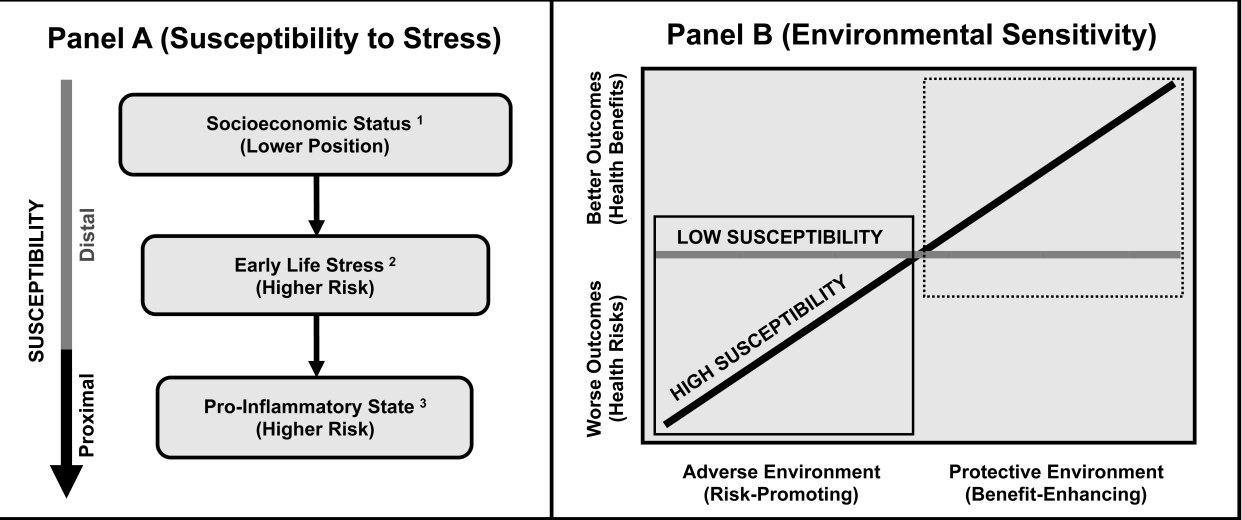 Panel A (Susceptibility to Stress)
SUSCEPTIBILITY
Distal
Proximal
Socioeconomic Status ¹
(Lower Position)
Early Life Stress ²
(Higher Risk)
Pro-Inflammatory State ³
(Higher Risk)
Panel B (Environmental Sensitivity)
Better Outcomes
(Health Benefits)
Worse Outcomes
(Health Risks)
LOW SUSCEPTIBILITY
HIGH SUSCEPTIBILITY
Adverse Environment
(Risk-Promoting)
Protective Environment
(Benefit-Enhancing)